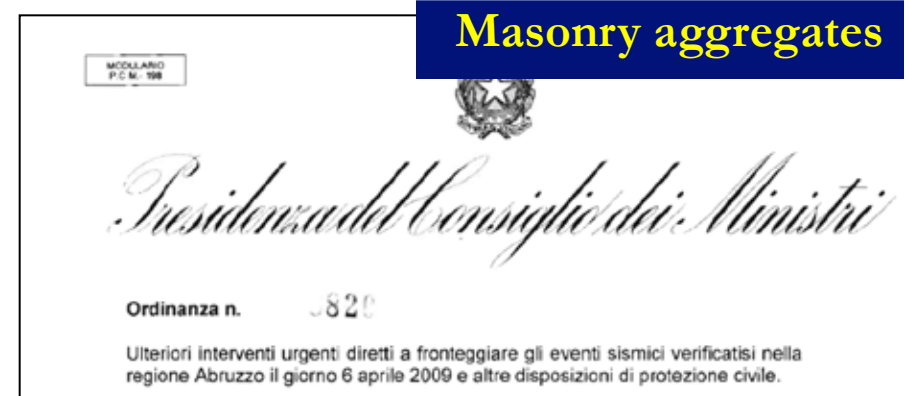 Masonry aggregates
MODULARIO
P.C.M.- 198
Presidenza del Consiglio dei Ministri
Ordinanza n.
Ulteriori interventi urgenti diretti a fronteggiare gli eventi sismici verificatisi nella
regione Abruzzo il giorno 6 aprile 2009 e altre disposizioni di protezione civile.